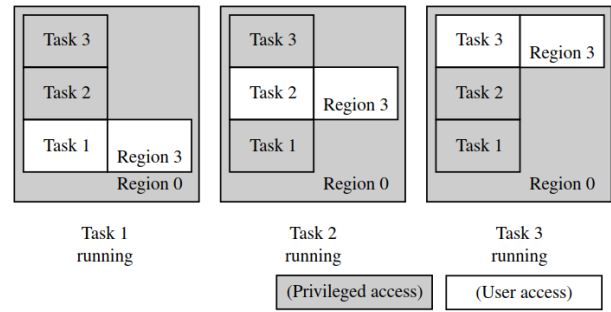 Task 3
Task 2
Task 1
Region 3
Region 0
Task 1
running
Task 3
Task 2
Region 3
Task 1
Region 0
Task 2
running
Task 3
Region 3
Task 2
Task 1
Region 0
Task 3
running
(Privileged access)
(User access)